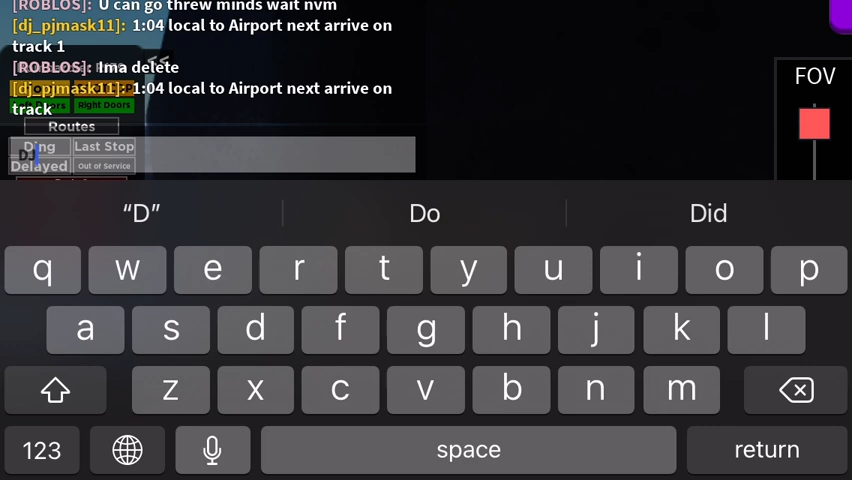 [ROBLOS]: U can go threw minds wait nvm
[dj_pjmask11]: 1:04 local to Airport next arrive on
track 1
[ROBLOS]: Ima delete
[dj_pjmask11]: 1:04 local to Airport next arrive on
track
<<
Left Doors Right Doors
Routes
Ding Last Stop
Delayed Out of Service
FOV
“D” Do Did
q w e r t y u i o p
a s d f g h j k l
z x c v b n m
123 space return